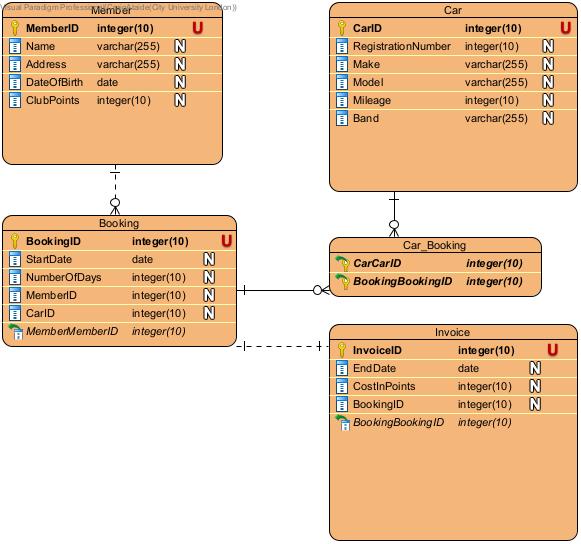 Visual Paradigm Professional(City University London))
Member
MemberID integer(10) U
Name varchar(255) N
Address varchar(255) N
DateOfBirth date N
ClubPoints integer(10) N
Car
CarID integer(10) U
RegistrationNumber integer(10) N
Make varchar(255) N
Model varchar(255) N
Mileage integer(10) N
Band varchar(255) N
Booking
BookingID integer(10) U
StartDate date N
NumberOfDays integer(10) N
MemberID integer(10) N
CarID integer(10) N
MemberMemberID integer(10)
Car_Booking
CarCarID integer(10)
BookingBookingID integer(10)
Invoice
InvoiceID integer(10) U
EndDate date N
CostInPoints integer(10) N
BookingID integer(10) N
BookingBookingID integer(10)